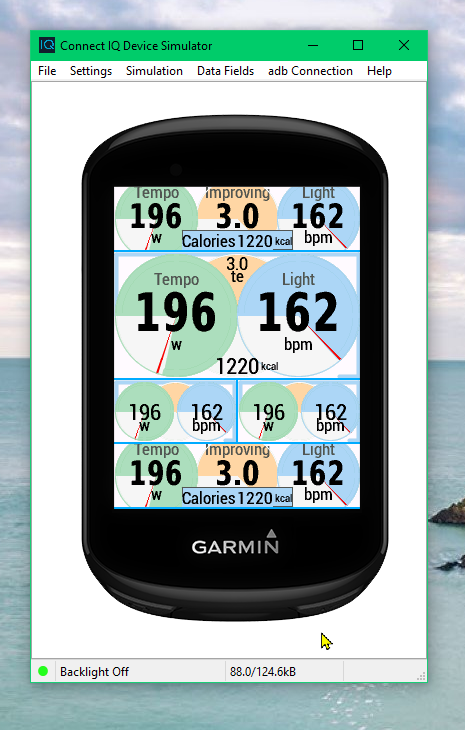 IQ Connect IQ Device Simulator
File Settings Simulation Data Fields adb Connection Help
Tempo Improving Light
196 3.0 162
w bpm
Calories 1220 kcal
3.0
te
Tempo Light
196 162
w bpm
1220 kcal
196 162 196 162
w bpm w bpm
Tempo Improving Light
196 3.0 162
w bpm
Calories 1220 kcal
GARMIN
Backlight Off 88.0/124.6kB